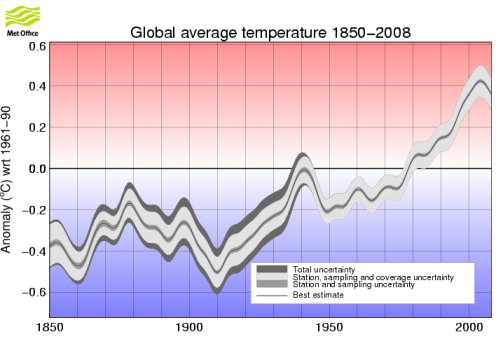 Met Office
Global average temperature 1850−2008
Anomaly (°C) wrt 1961−90
0.6
0.4
0.2
0.0
−0.2
−0.4
−0.6
Total uncertainty
Station, sampling and coverage uncertainty
Station and sampling uncertainty
Best estimate
1850
1900
1950
2000